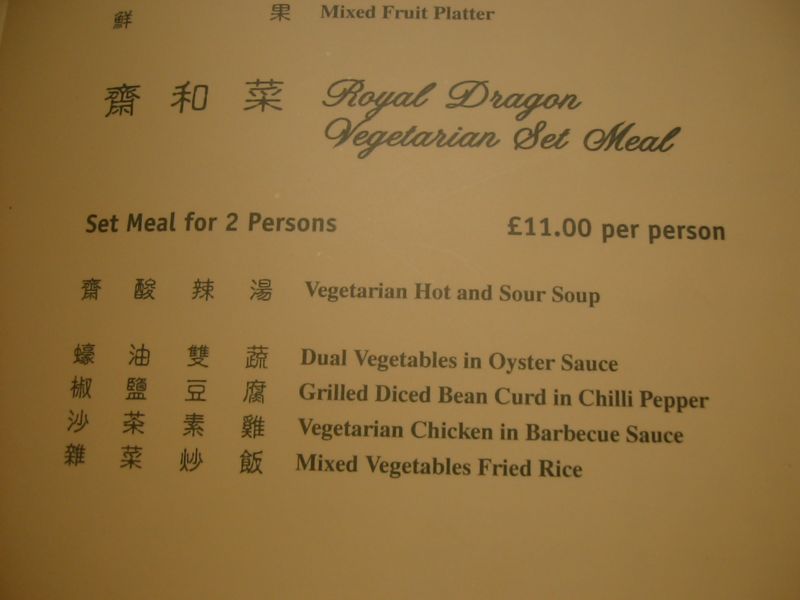 鮮 果 Mixed Fruit Platter
齋 和 菜 Royal Dragon
Vegetarian Set Meal
Set Meal for 2 Persons £11.00 per person
齋 酸 辣 湯 Vegetarian Hot and Sour Soup
蠔 油 雙 蔬 Dual Vegetables in Oyster Sauce
椒 鹽 豆 腐 Grilled Diced Bean Curd in Chilli Pepper
沙 茶 素 雞 Vegetarian Chicken in Barbecue Sauce
雜 菜 炒 飯 Mixed Vegetables Fried Rice